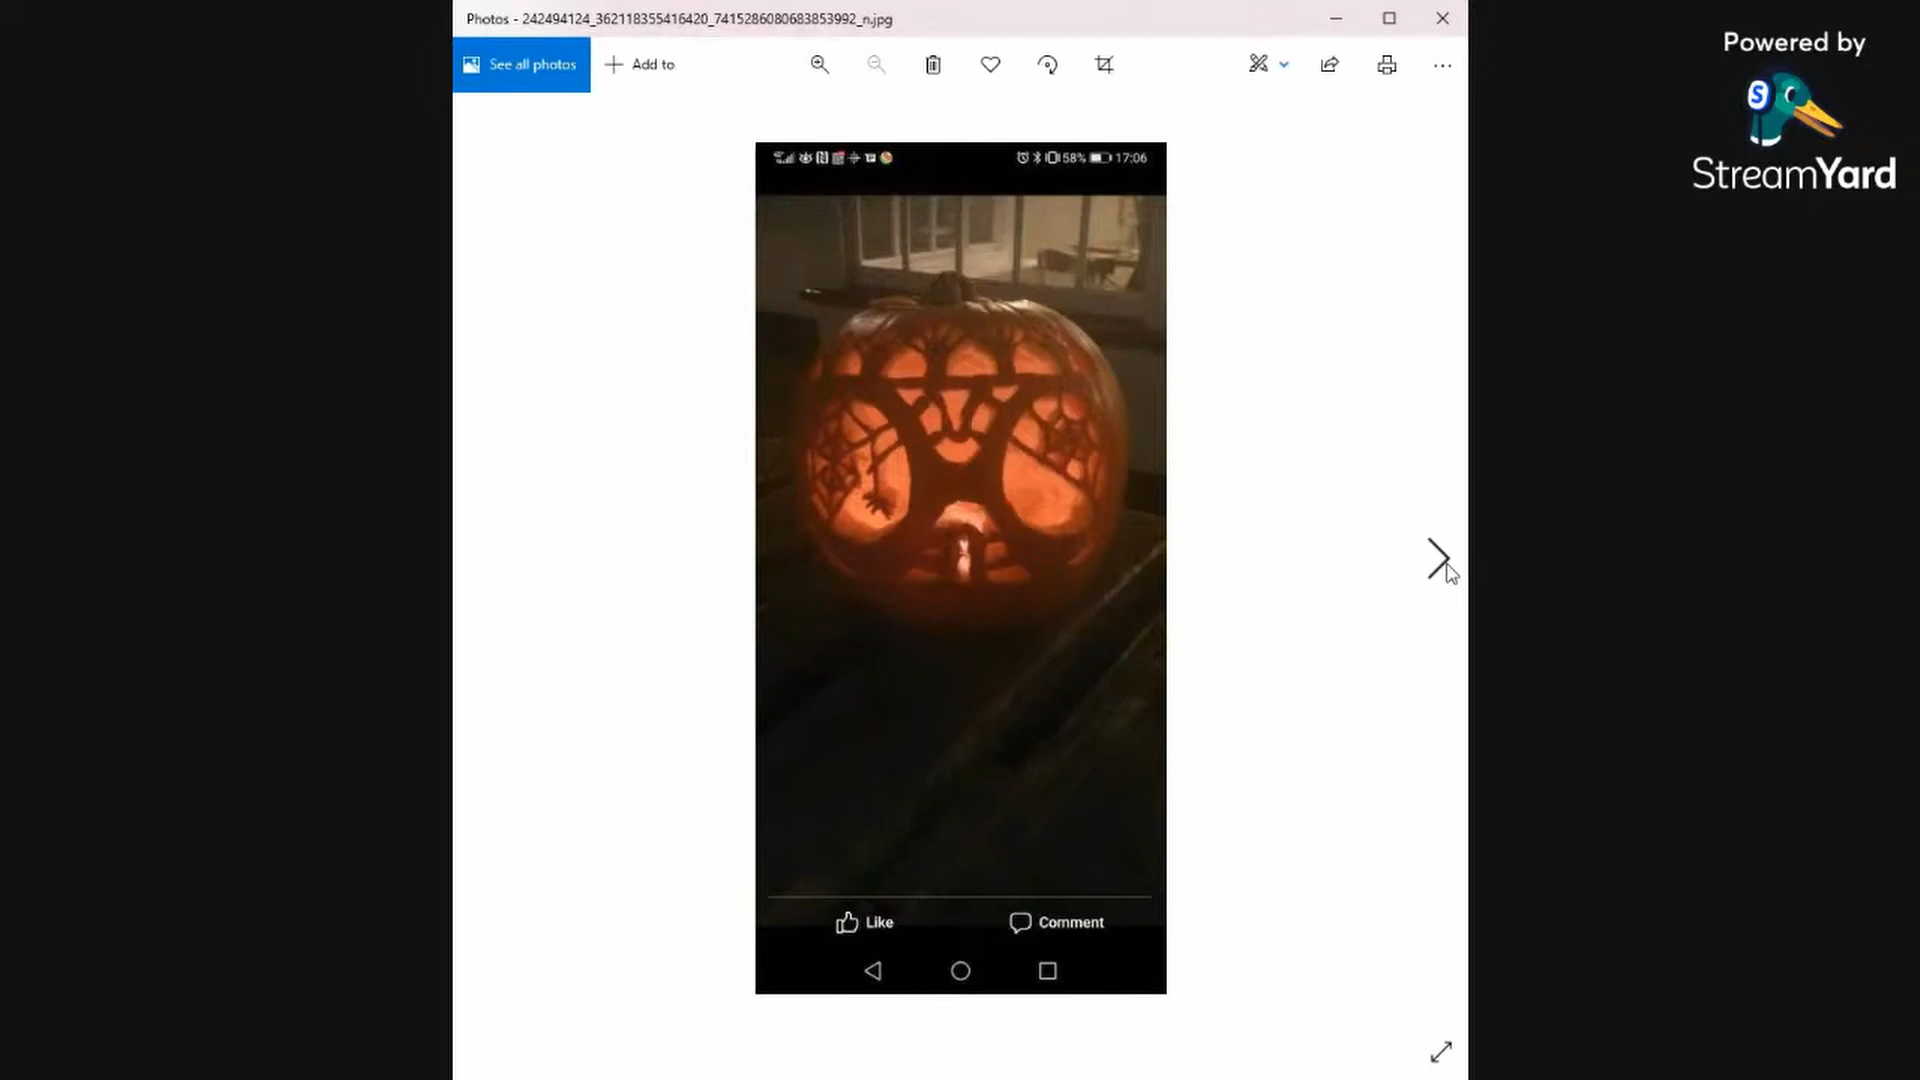 Photos - 242494124_362118355416420_7415286080683853992_n.jpg
See all photos
Add to
58% 17:06
Like
Comment
Powered by
S
StreamYard